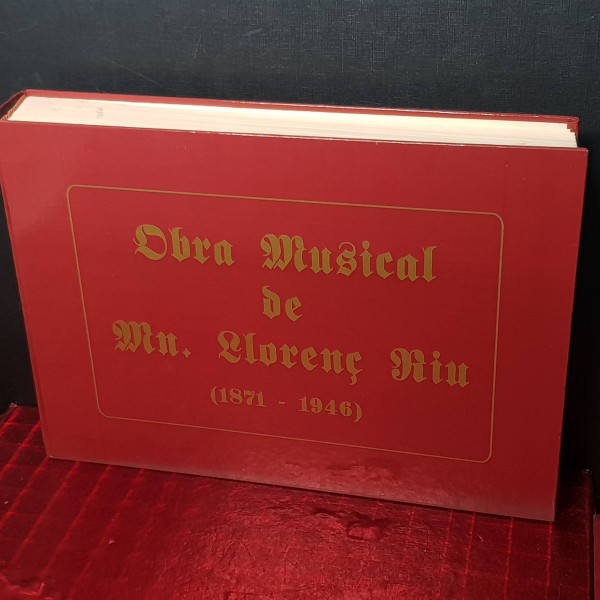 Obra Musical
de
Mn. Llorenç Riu
(1871 - 1946)